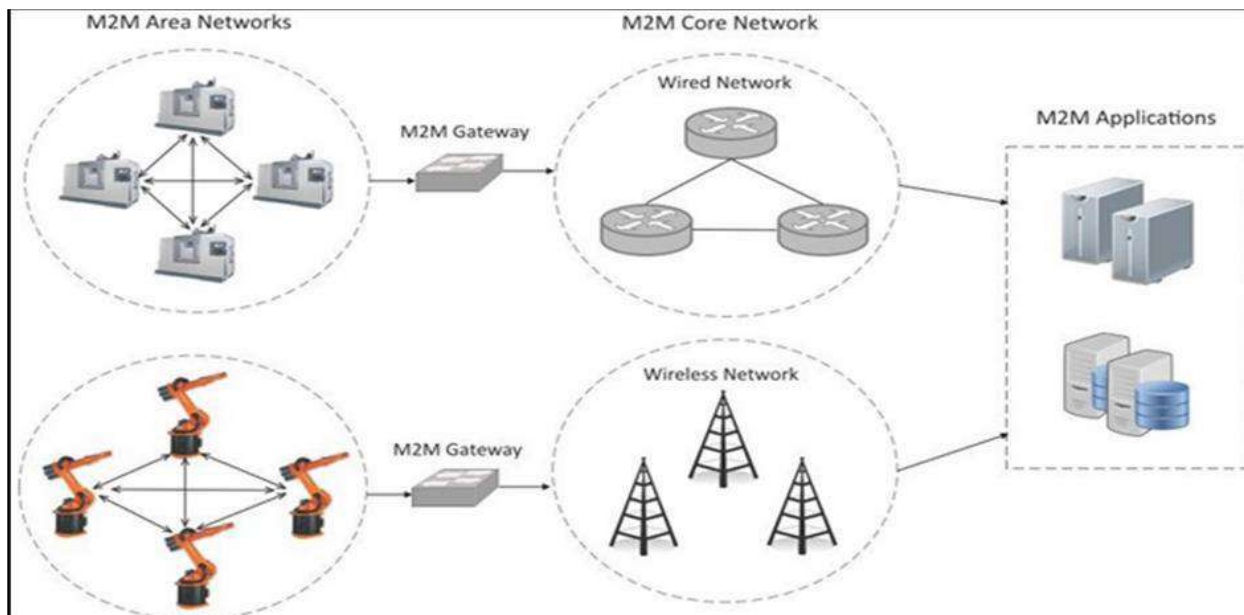 M2M Area Networks
M2M Core Network
Wired Network
M2M Gateway
M2M Applications
Wireless Network
M2M Gateway